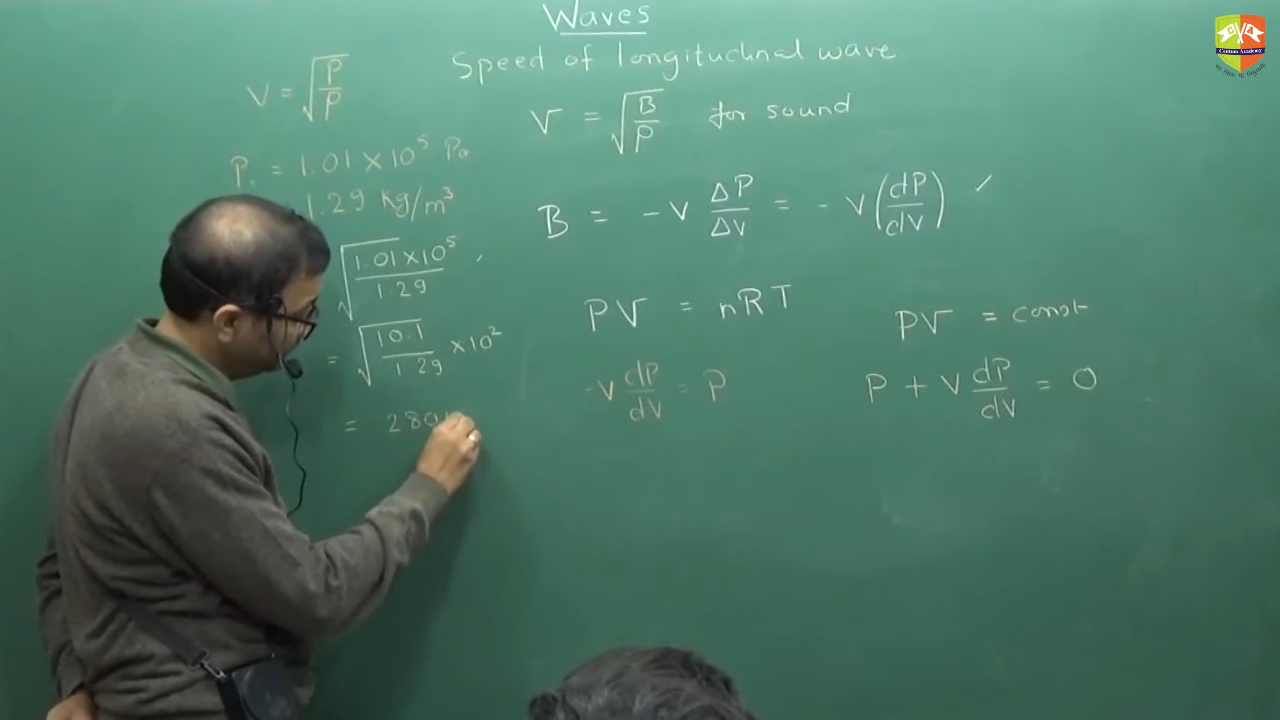 Waves
Speed of longitudinal wave
V = √(P/ρ)
V = √(B/ρ) for sound
P. = 1.01 × 10⁵ Pa
1.29 Kg/m³
B = - V ΔP/ΔV = - V (dP/dV) ✓
√(1.01 × 10⁵/1.29)
= √(10.1/1.29) × 10²
= 280
PV = nRT
-V dP/dV = P
PV = const
P + V dP/dV = 0
Centum Academy